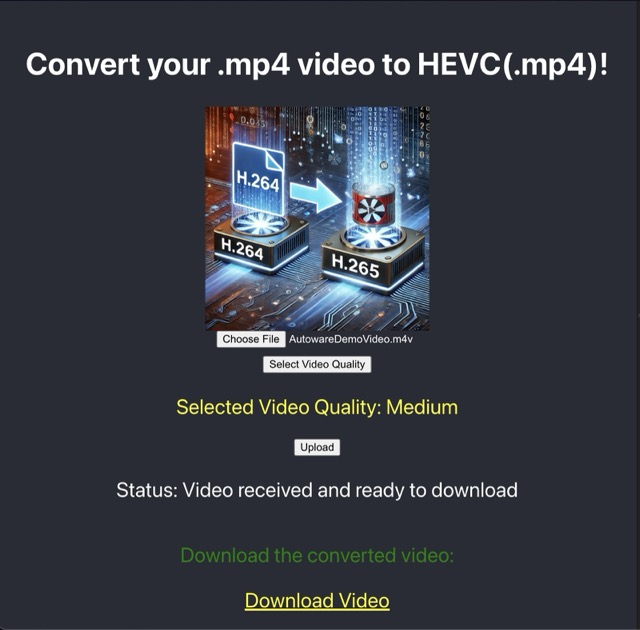 Convert your .mp4 video to HEVC(.mp4)!
H.264
H.264
H.265
Choose File AutowareDemoVideo.m4v
Select Video Quality
Selected Video Quality: Medium
Upload
Status: Video received and ready to download
Download the converted video:
Download Video